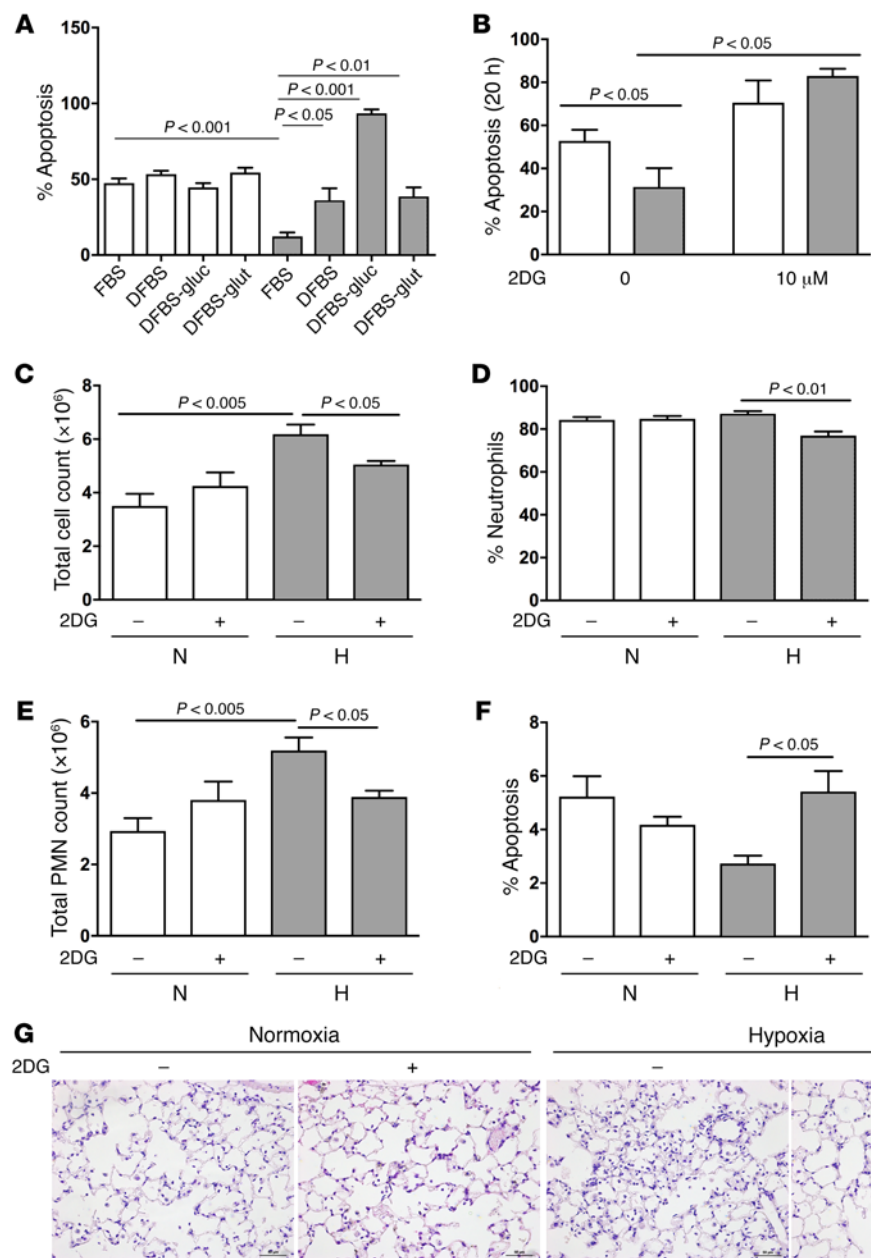 A
% Apoptosis
150
100
50
0
P < 0.01
P < 0.001
P < 0.05
P < 0.001
FBS
DFBS
DFBS-gluc
DFBS-glut
FBS
DFBS
DFBS-gluc
DFBS-glut
B
% Apoptosis (20 h)
100
80
60
40
20
0
P < 0.05
P < 0.05
2DG 0 10 μM
C
Total cell count (×10⁶)
8
6
4
2
0
P < 0.005
P < 0.05
2DG – + – +
N H
D
% Neutrophils
100
80
60
40
20
0
P < 0.01
2DG – + – +
N H
E
Total PMN count (×10⁶)
6
4
2
0
P < 0.005
P < 0.05
2DG – + – +
N H
F
% Apoptosis
8
6
4
2
0
P < 0.05
2DG – + – +
N H
G
Normoxia Hypoxia
2DG – + –